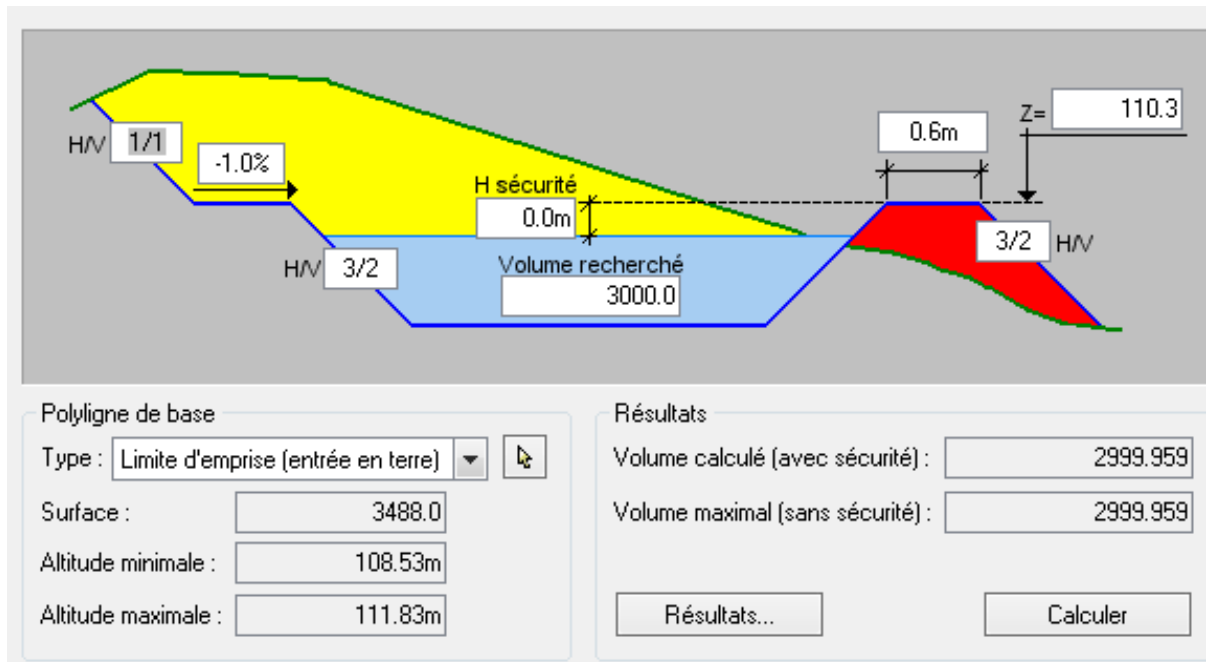 Z= 110.3
0.6m
H/V 1/1
-1.0%
H sécurité
0.0m
3/2 H/V
H/V 3/2
Volume recherché
3000.0
Polyligne de base
Type : Limite d'emprise (entrée en terre)
Surface : 3488.0
Altitude minimale : 108.53m
Altitude maximale : 111.83m
Résultats
Volume calculé (avec sécurité) : 2999.959
Volume maximal (sans sécurité) : 2999.959
Résultats... Calculer